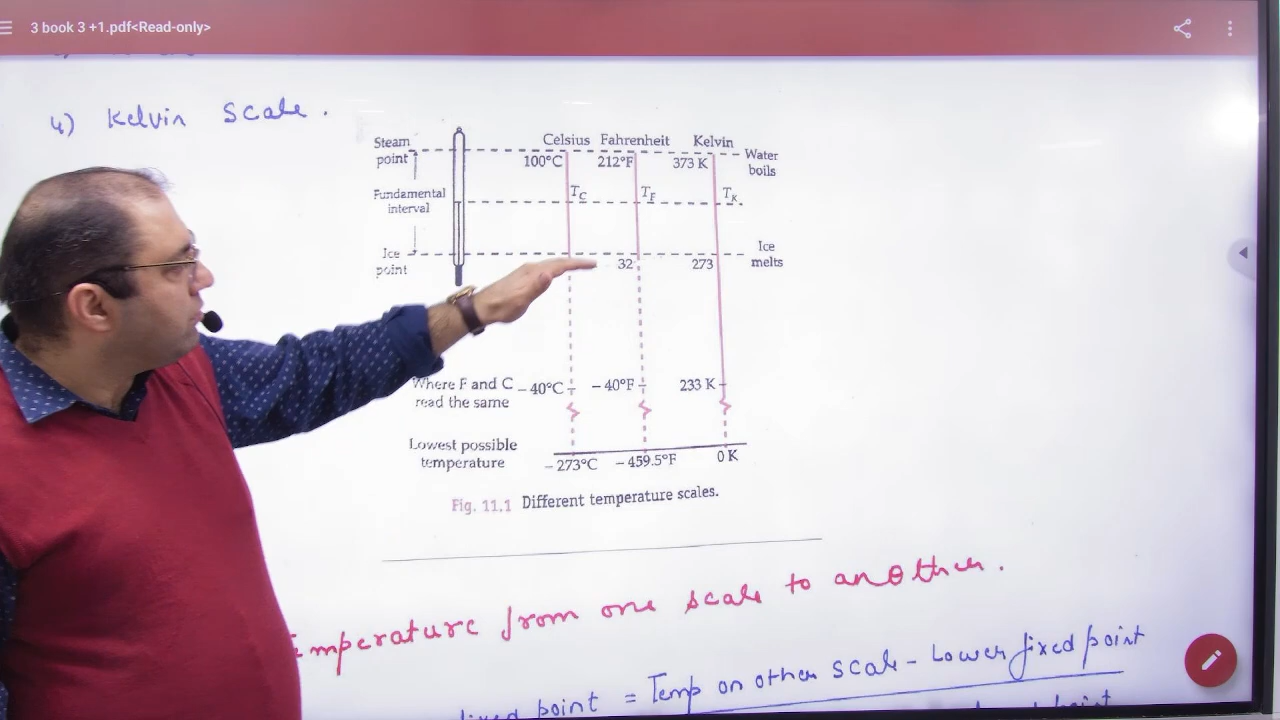 3 book 3 +1.pdf<Read-only>
4) Kelvin scale.
Celsius Fahrenheit Kelvin
Steam point
100°C 212°F 373 K
Water boils
Fundamental interval
T_C T_F T_K
Ice point
32 273
Ice melts
Where F and C read the same
– 40°C – 40°F 233 K
Lowest possible temperature
– 273°C – 459.5°F 0 K
Fig. 11.1 Different temperature scales.
emperature from one scale to another.
fixed point = Temp on other scale - Lower fixed point